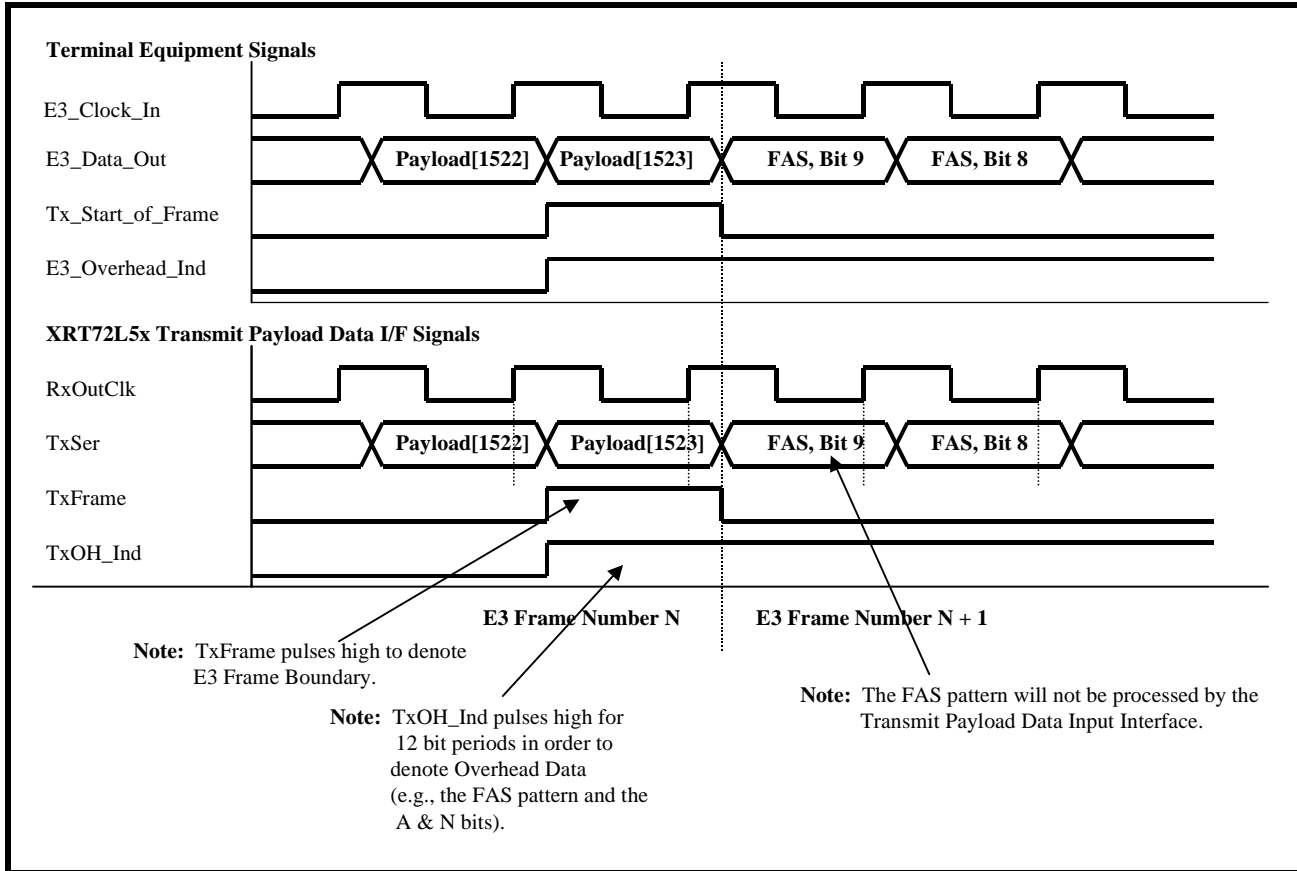 Terminal Equipment Signals
E3_Clock_In
E3_Data_Out
Payload[1522]
Payload[1523]
FAS, Bit 9
FAS, Bit 8
Tx_Start_of_Frame
E3_Overhead_Ind
XRT72L5x Transmit Payload Data I/F Signals
RxOutClk
TxSer
Payload[1522]
Payload[1523]
FAS, Bit 9
FAS, Bit 8
TxFrame
TxOH_Ind
E3 Frame Number N
E3 Frame Number N + 1
Note: TxFrame pulses high to denote
E3 Frame Boundary.
Note: TxOH_Ind pulses high for
12 bit periods in order to
denote Overhead Data
(e.g., the FAS pattern and the
A & N bits).
Note: The FAS pattern will not be processed by the
Transmit Payload Data Input Interface.